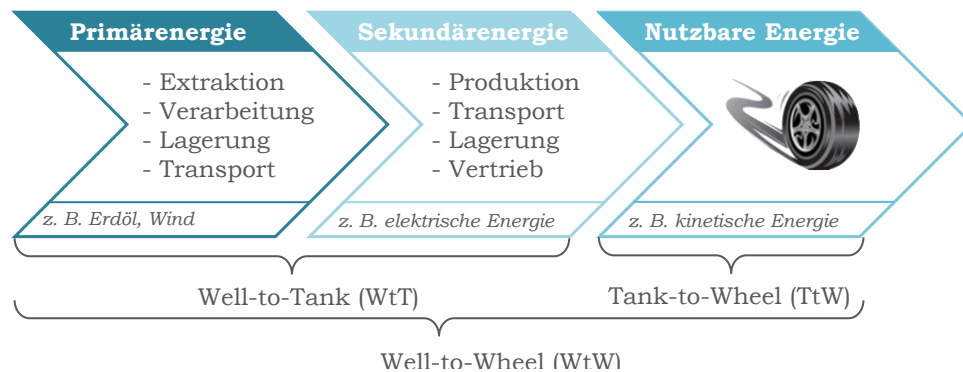 Primärenergie
- Extraktion
- Verarbeitung
- Lagerung
- Transport
z. B. Erdöl, Wind
Sekundärenergie
- Produktion
- Transport
- Lagerung
- Vertrieb
z. B. elektrische Energie
Nutzbare Energie
z. B. kinetische Energie
Well-to-Tank (WtT)
Tank-to-Wheel (TtW)
Well-to-Wheel (WtW)